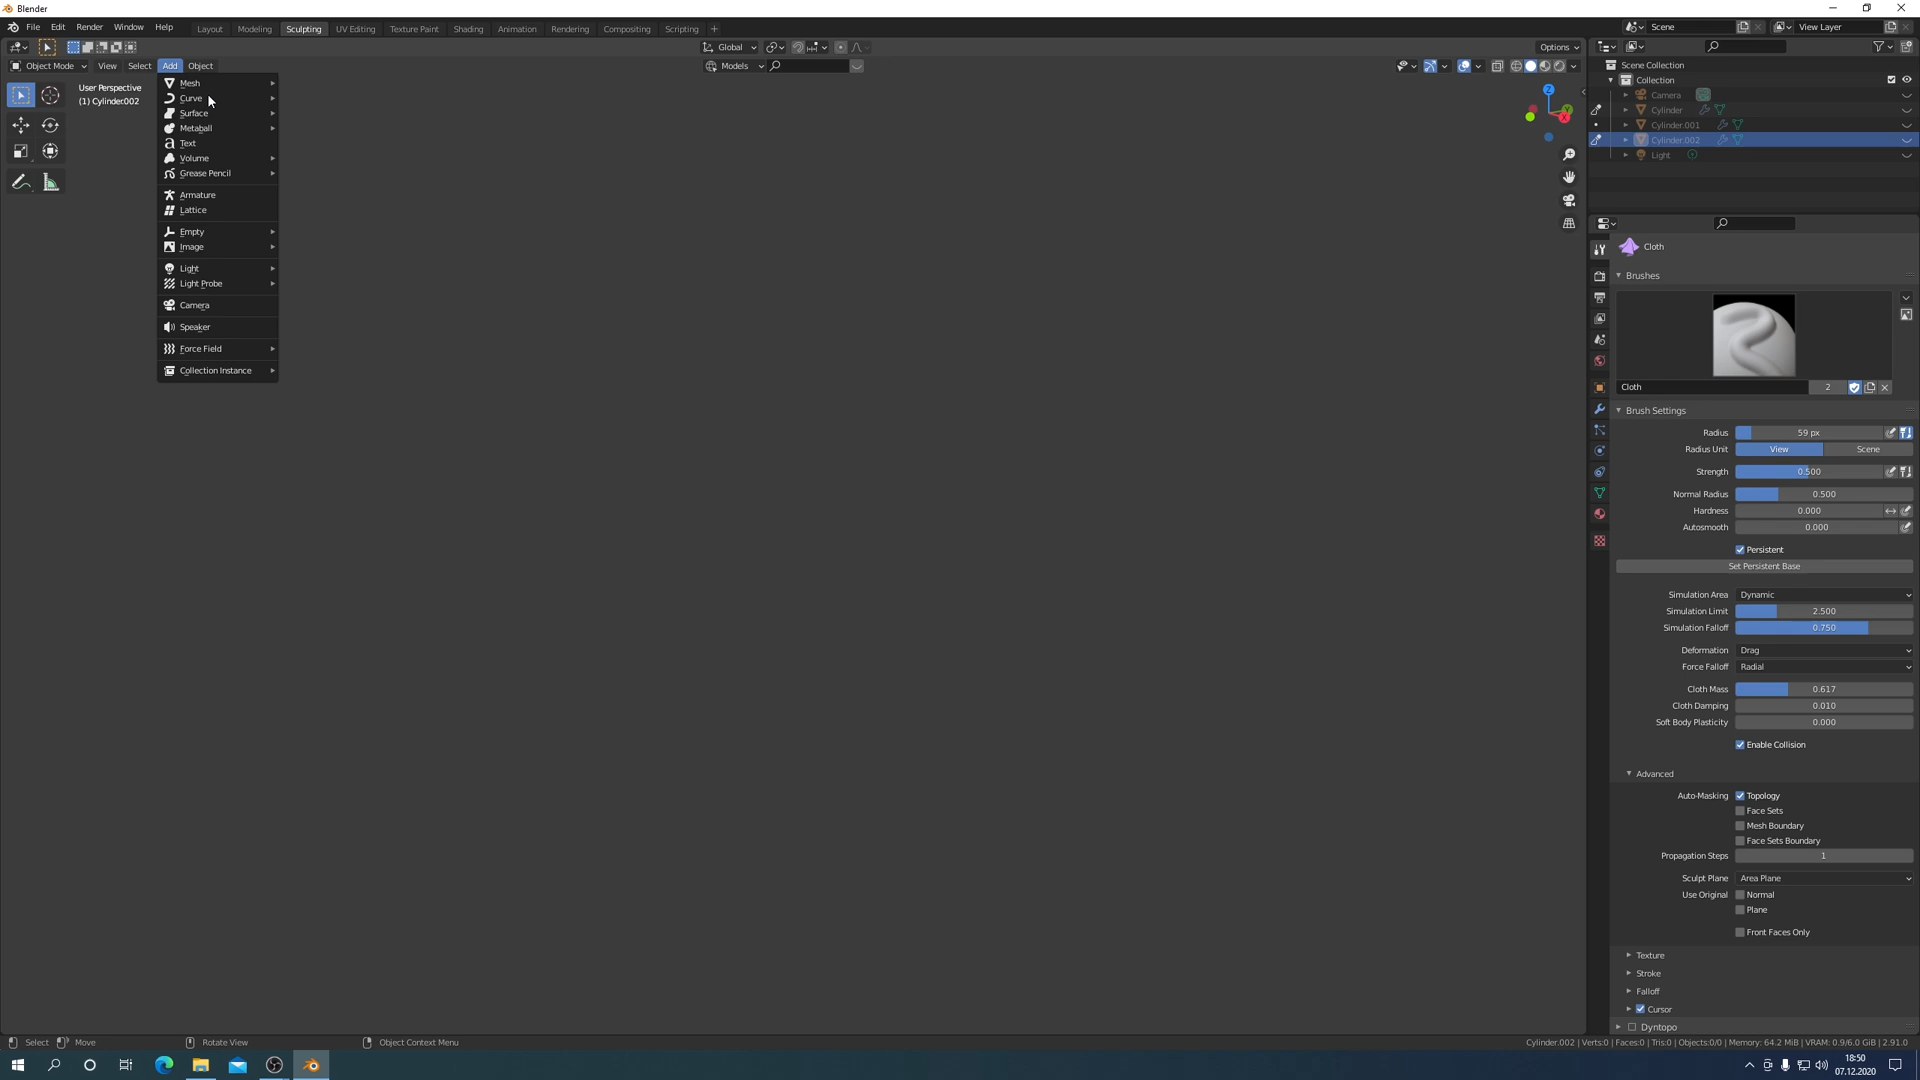 Blender
File Edit Render Window Help Layout Modeling Sculpting UV Editing Texture Paint Shading Animation Rendering Compositing Scripting + Scene View Layer
Global Options
Object Mode View Select Add Object Models
User Perspective
(1) Cylinder.002
Mesh
Curve
Surface
Metaball
Text
Volume
Grease Pencil
Armature
Lattice
Empty
Image
Light
Light Probe
Camera
Speaker
Force Field
Collection Instance
Z
Y
X
Scene Collection
Collection
Camera
Cylinder
Cylinder.001
Cylinder.002
Light
Cloth
Brushes
Cloth 2
Brush Settings
Radius 59 px
Radius Unit View Scene
Strength 0.500
Normal Radius 0.500
Hardness 0.000
Autosmooth 0.000
Persistent
Set Persistent Base
Simulation Area Dynamic
Simulation Limit 2.500
Simulation Falloff 0.750
Deformation Drag
Force Falloff Radial
Cloth Mass 0.617
Cloth Damping 0.010
Soft Body Plasticity 0.000
Enable Collision
Advanced
Auto-Masking Topology
Face Sets
Mesh Boundary
Face Sets Boundary
Propagation Steps 1
Sculpt Plane Area Plane
Use Original Normal
Plane
Front Faces Only
Texture
Stroke
Falloff
Cursor
Dyntopo
Select Move Rotate View Object Context Menu Cylinder.002 | Verts:0 | Faces:0 | Tris:0 | Objects:0/0 | Memory: 64.2 MiB | VRAM: 0.9/6.0 GiB | 2.91.0
18:50
07.12.2020